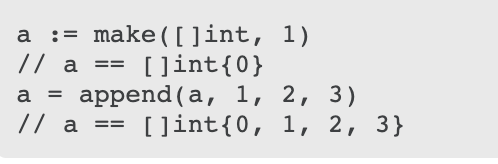 a := make([]int, 1)
// a == []int{0}
a = append(a, 1, 2, 3)
// a == []int{0, 1, 2, 3}